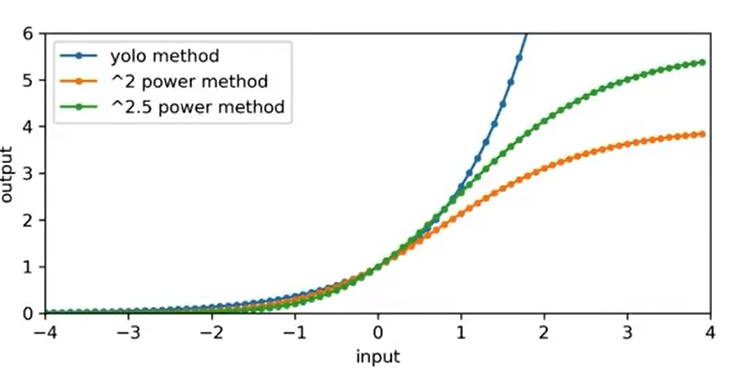 6
yolo method
^2 power method
^2.5 power method
5
4
3
2
1
0
output
−4 −3 −2 −1 0 1 2 3 4
input